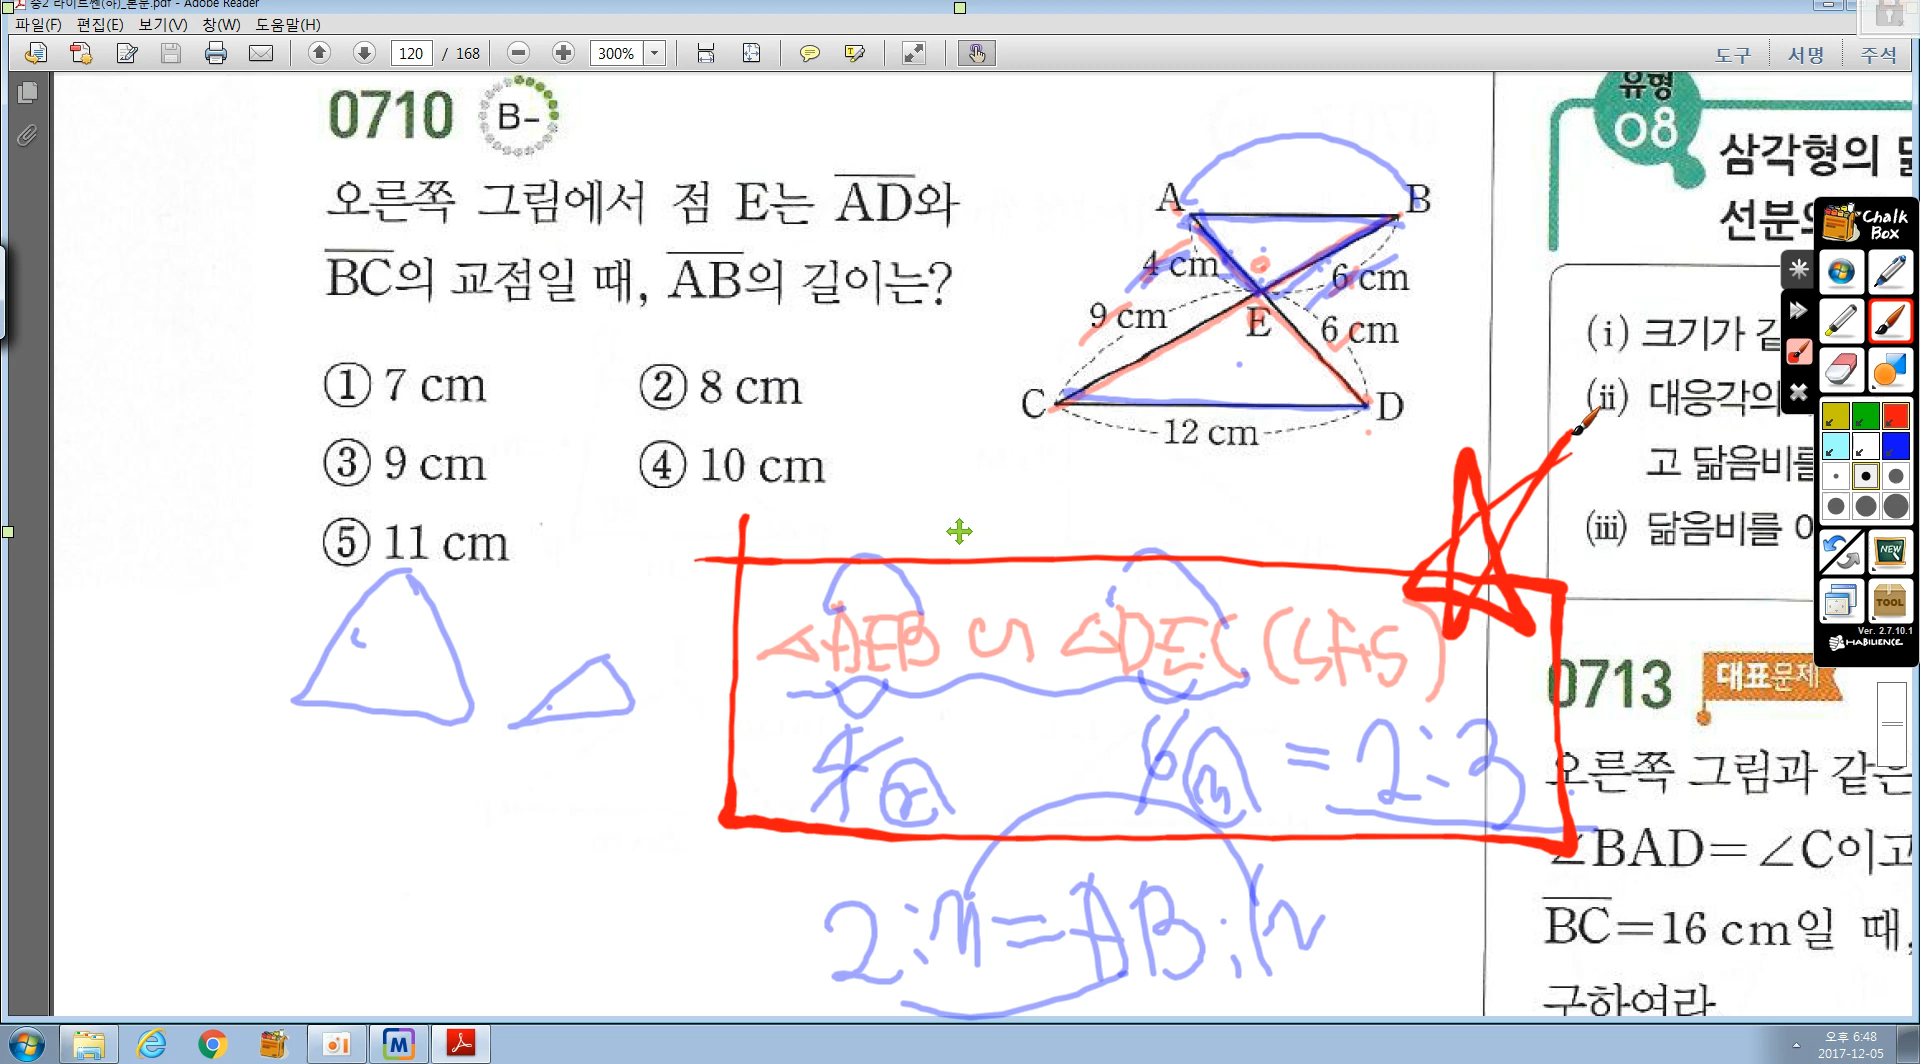 중2 라이트쎈(하)_본문.pdf - Adobe Reader
파일(F) 편집(E) 보기(V) 창(W) 도움말(H)
120 / 168 300% 도구 서명 주석
0710 B-
오른쪽 그림에서 점 E는 AD와
BC의 교점일 때, AB의 길이는?
① 7 cm ② 8 cm
③ 9 cm ④ 10 cm
⑤ 11 cm
A B
4 cm 6 cm
9 cm E 6 cm
C D
12 cm
△AEB ∽ △DEC (SAS)
4 6 = 2:3
2:3=AB:12
유형 08
삼각형의
선분의
(i) 크기가
(ii) 대응각의
고 닮음비를
(iii) 닮음비를
0713 대표문제
오른쪽 그림과 같은
∠BAD=∠C이고
BC=16 cm일 때,
구하여라
Chalk Box
NEW
TOOL
Ver. 2.7.10.1
HABILIENCE
오후 6:48
2017-12-05